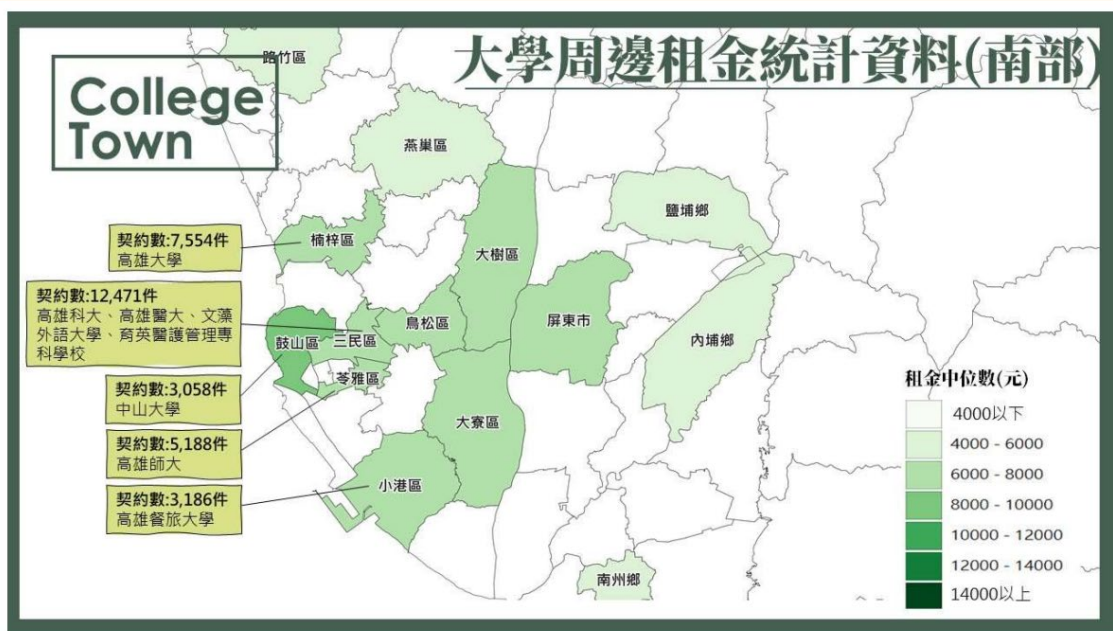 大學周邊租金統計資料(南部)
College
Town
路竹區
燕巢區
鹽埔鄉
楠梓區
大樹區
鳥松區
屏東市
內埔鄉
鼓山區
三民區
苓雅區
大寮區
小港區
南州鄉
契約數:7,554件
高雄大學
契約數:12,471件
高雄科大、高雄醫大、文藻
外語大學、育英醫護管理專
科學校
契約數:3,058件
中山大學
契約數:5,188件
高雄師大
契約數:3,186件
高雄餐旅大學
租金中位數(元)
4000以下
4000 - 6000
6000 - 8000
8000 - 10000
10000 - 12000
12000 - 14000
14000以上